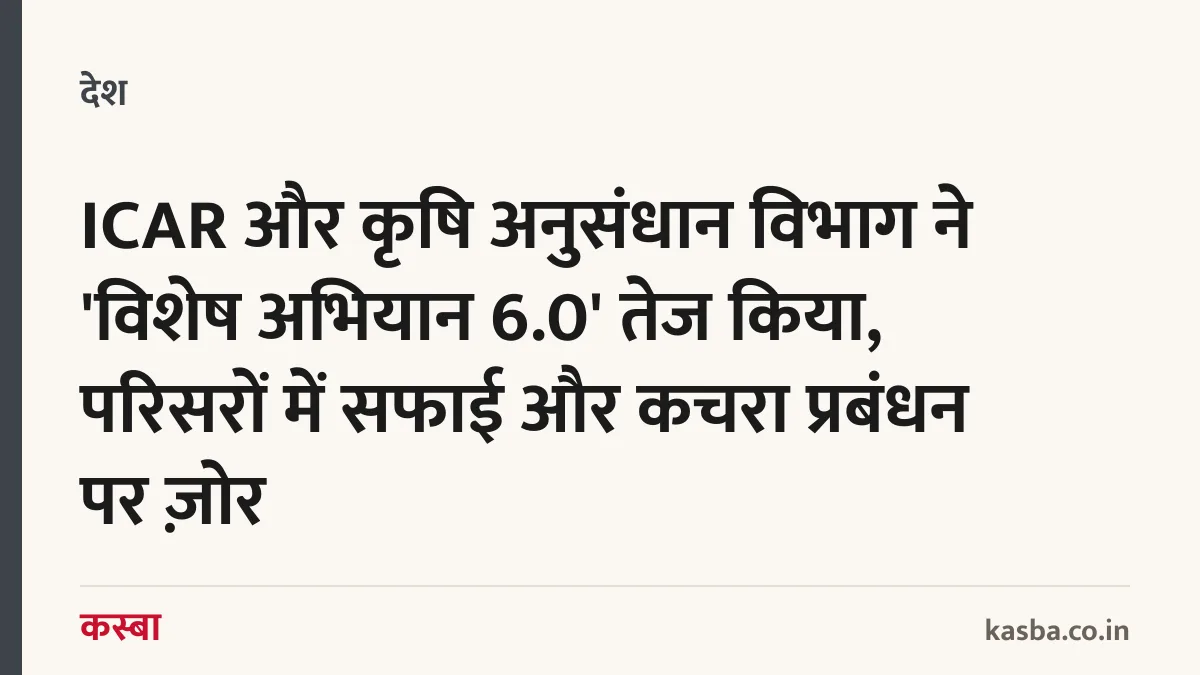 देश
ICAR और कृषि अनुसंधान विभाग ने
'विशेष अभियान 6.0' तेज किया,
परिसरों में सफाई और कचरा प्रबंधन
पर ज़ोर
कस्बा
kasba.co.in